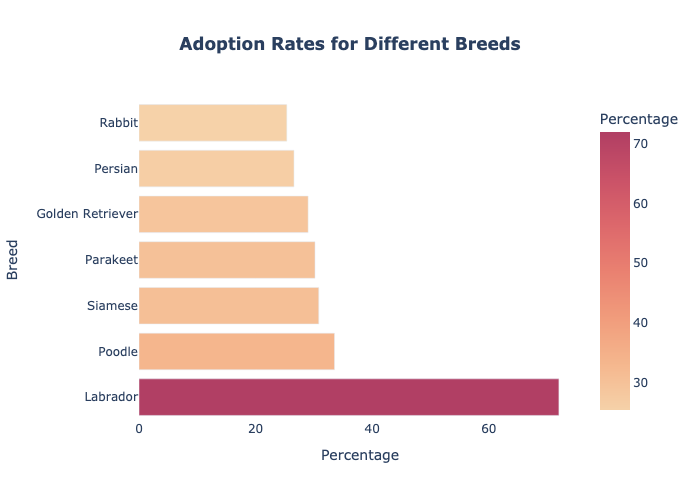 Adoption Rates for Different Breeds
Rabbit
Persian
Golden Retriever
Parakeet
Siamese
Poodle
Labrador
Breed
0
20
40
60
Percentage
Percentage
70
60
50
40
30